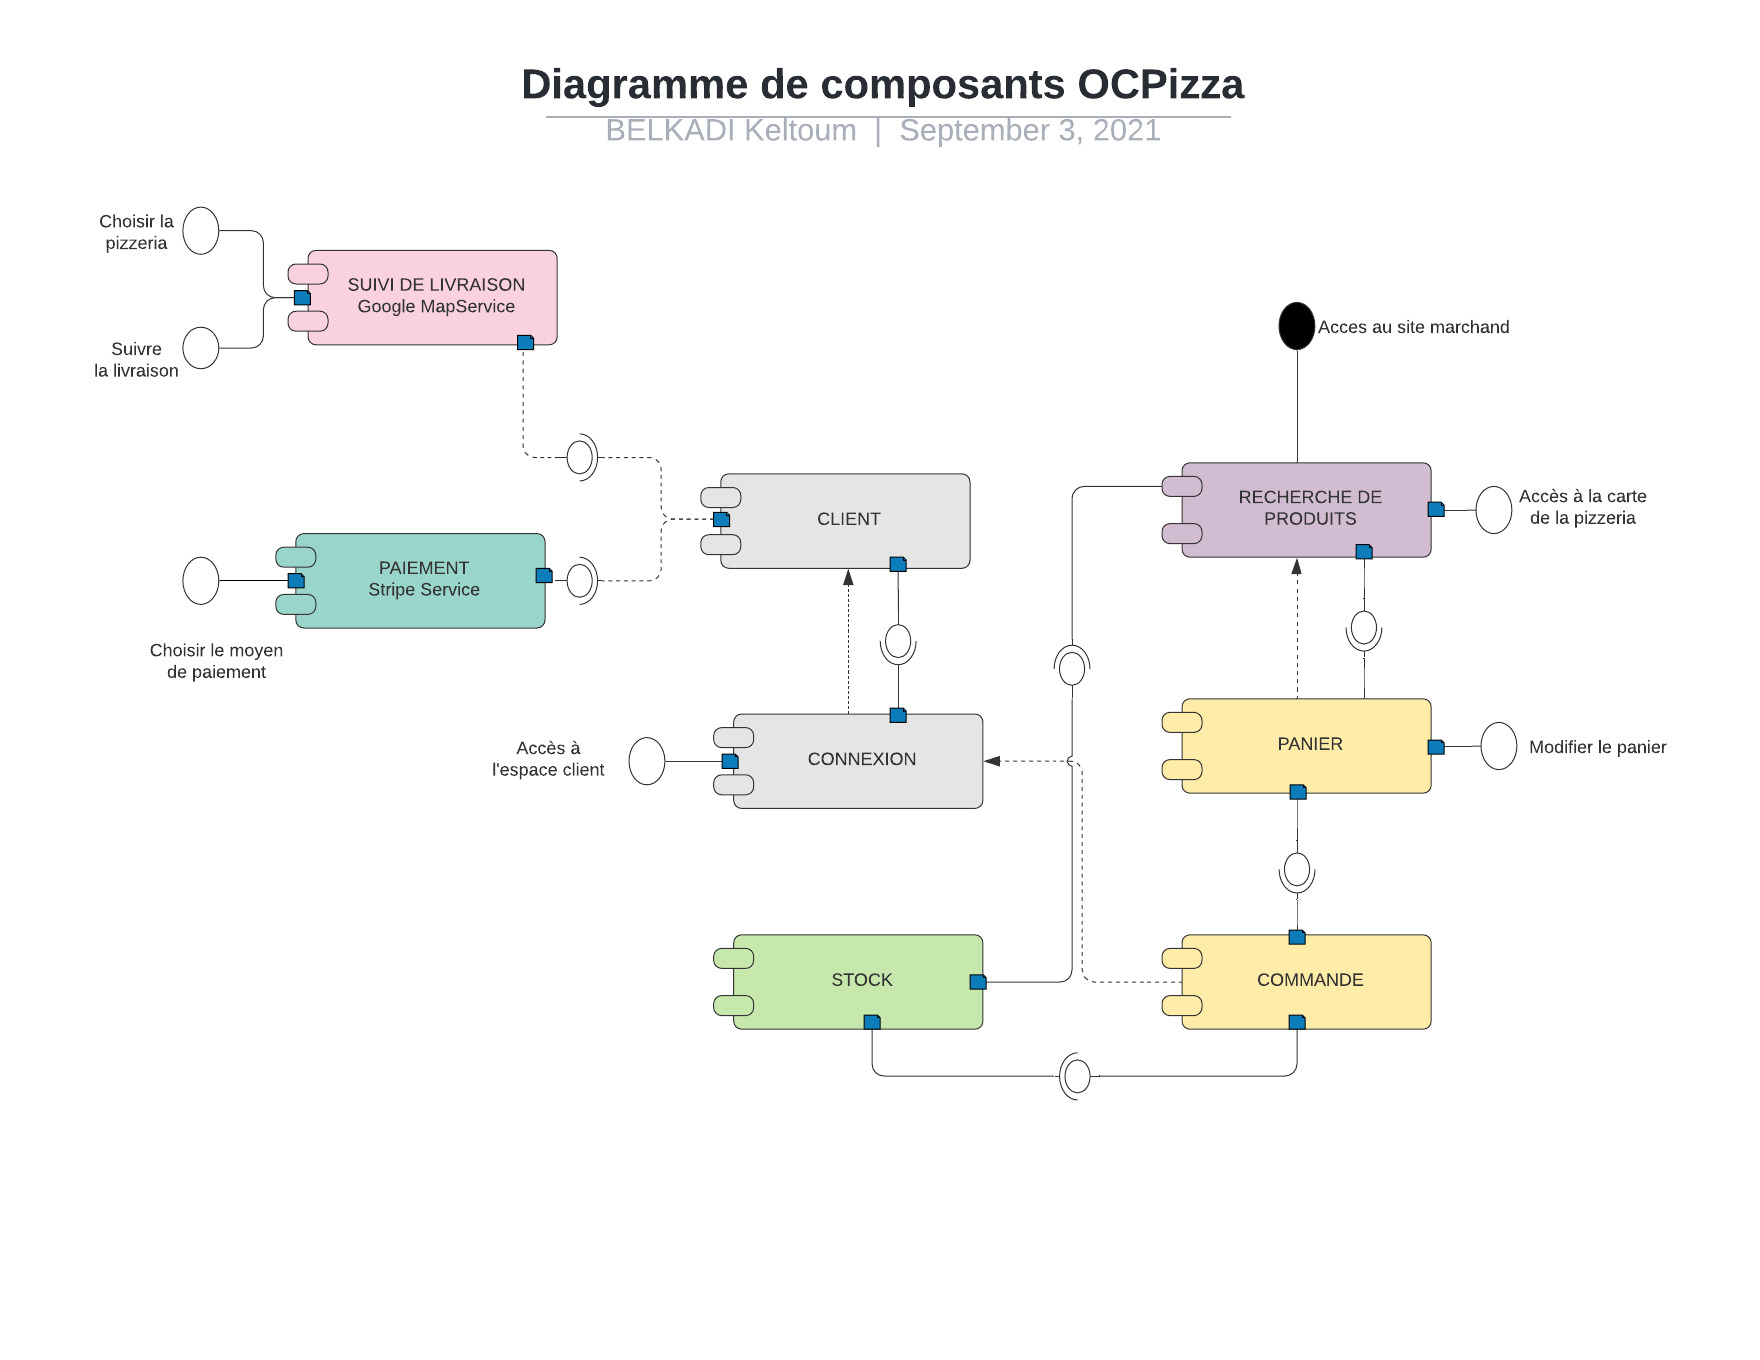 Diagramme de composants OCPizza
BELKADI Keltoum | September 3, 2021
Choisir la
pizzeria
SUIVI DE LIVRAISON
Google MapService
Suivre
la livraison
Acces au site marchand
CLIENT
RECHERCHE DE
PRODUITS
Accès à la carte
de la pizzeria
PAIEMENT
Stripe Service
Choisir le moyen
de paiement
Accès à
l'espace client
CONNEXION
PANIER
Modifier le panier
STOCK
COMMANDE